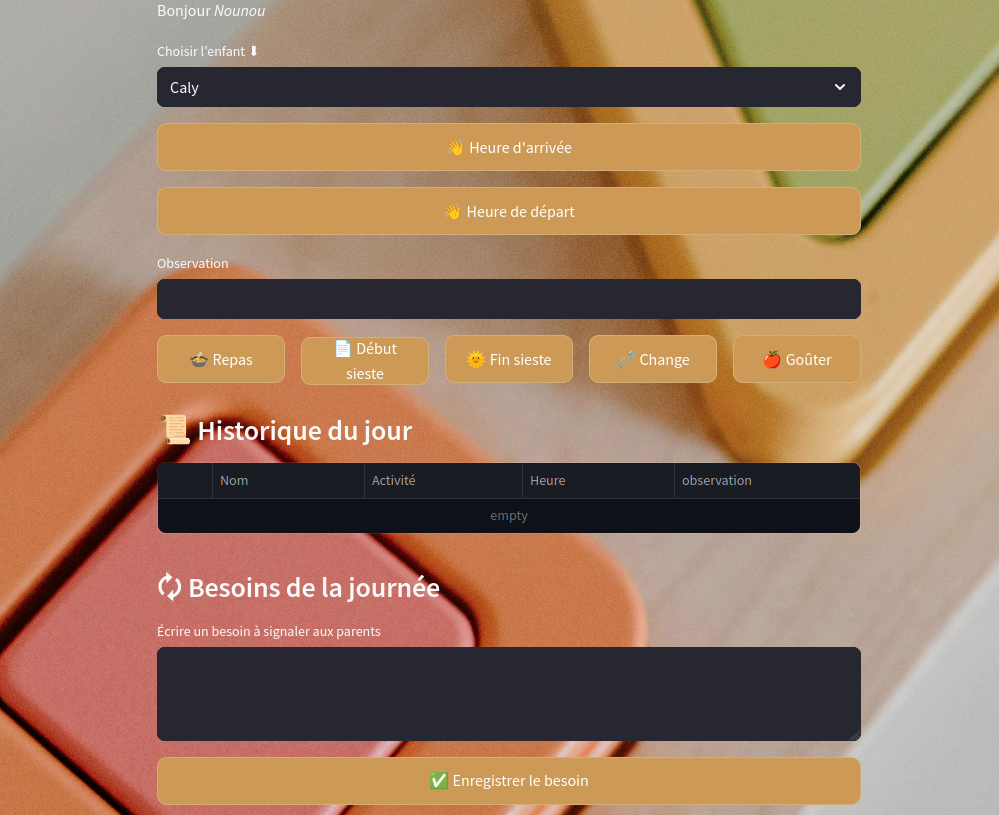 Bonjour Nounou
Choisir l'enfant ⬇
Caly
👋 Heure d'arrivée
👋 Heure de départ
Observation
🍲 Repas
📄 Début
sieste
🌞 Fin sieste
🧷 Change
🍎 Goûter
📜 Historique du jour
Nom Activité Heure observation
empty
🗘 Besoins de la journée
Écrire un besoin à signaler aux parents
✅ Enregistrer le besoin